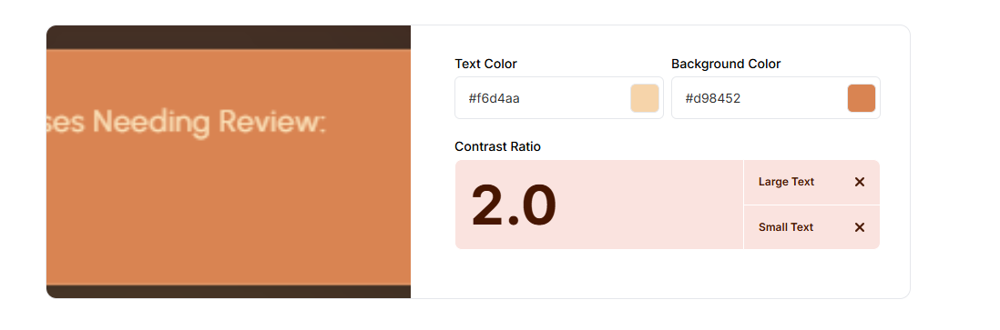 ses Needing Review:
Text Color
Background Color
#f6d4aa
#d98452
Contrast Ratio
2.0
Large Text
Small Text